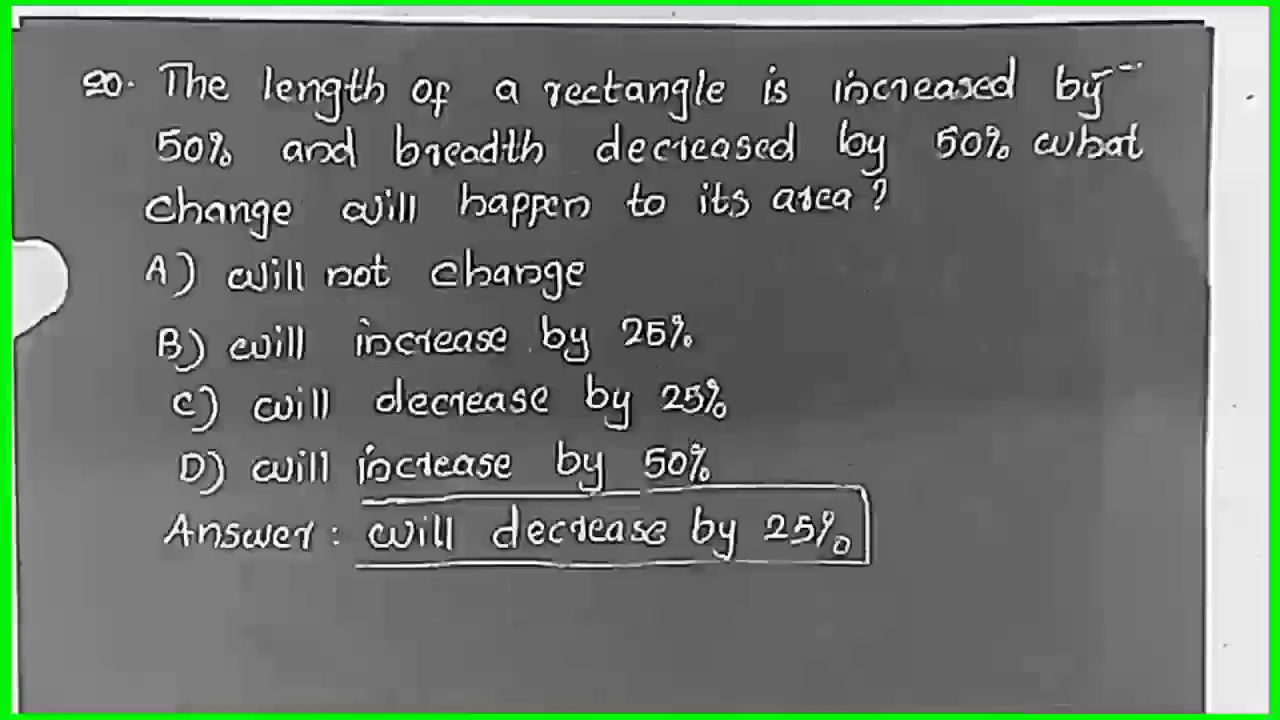 20. The length of a rectangle is increased by
50% and breadth decreased by 50% what
change will happen to its area?
A) will not change
B) will increase by 25%
C) will decrease by 25%
D) will increase by 50%
Answer: will decrease by 25%